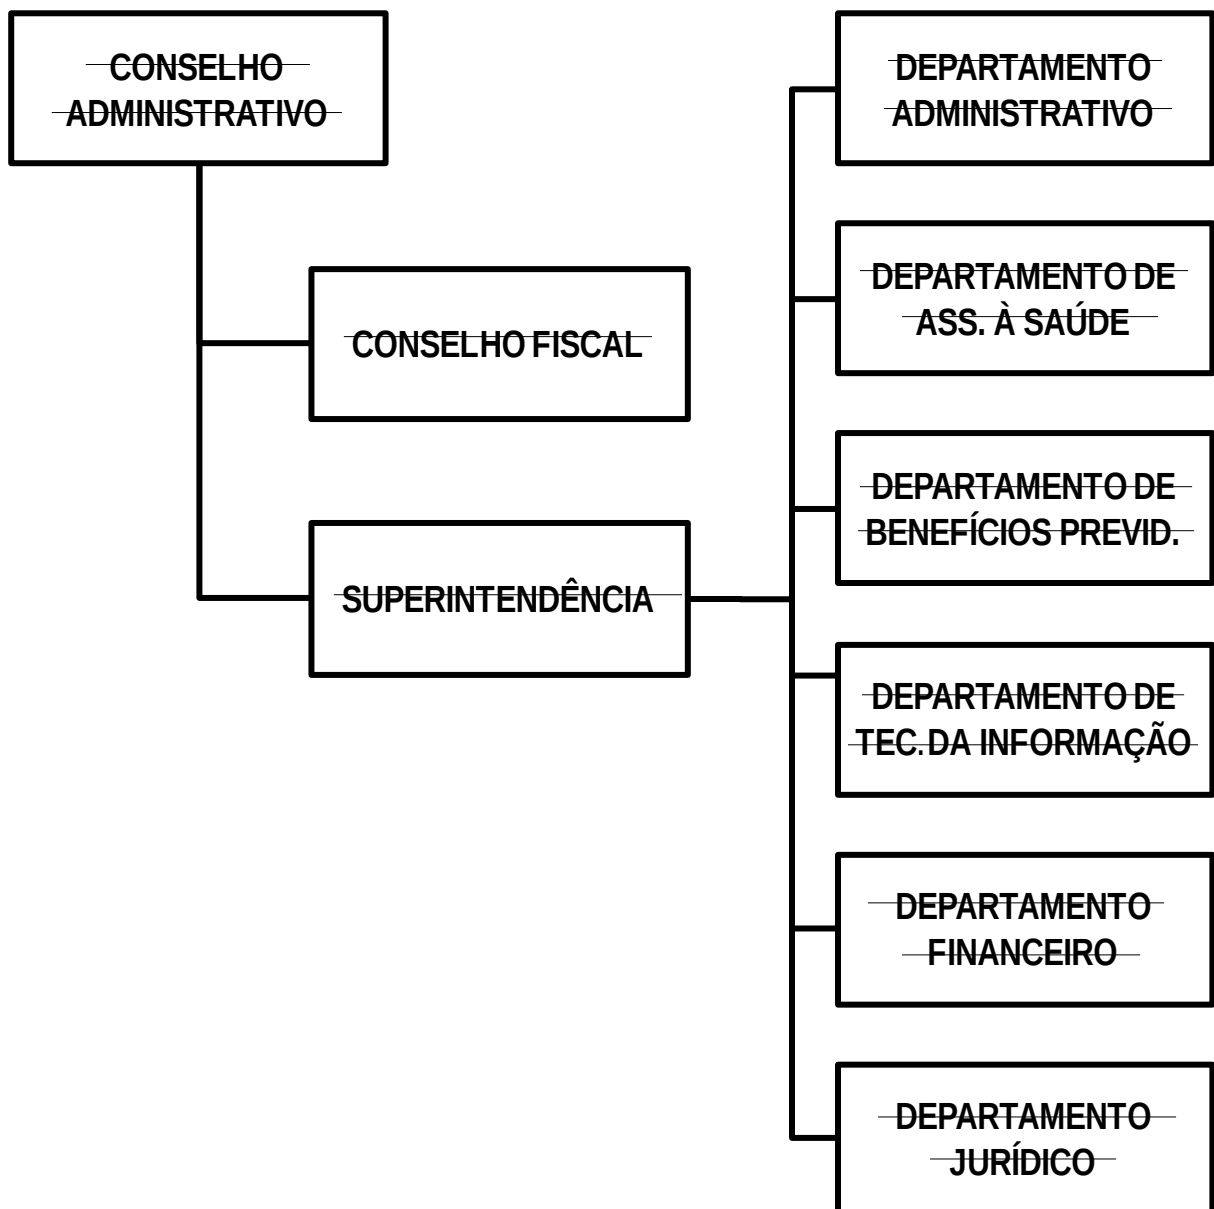 CONSELHO
ADMINISTRATIVO
CONSELHO FISCAL
SUPERINTENDÊNCIA
DEPARTAMENTO
ADMINISTRATIVO
DEPARTAMENTO DE
ASS. À SAÚDE
DEPARTAMENTO DE
BENEFÍCIOS PREVID.
DEPARTAMENTO DE
TEC. DA INFORMAÇÃO
DEPARTAMENTO
FINANCEIRO
DEPARTAMENTO
JURÍDICO